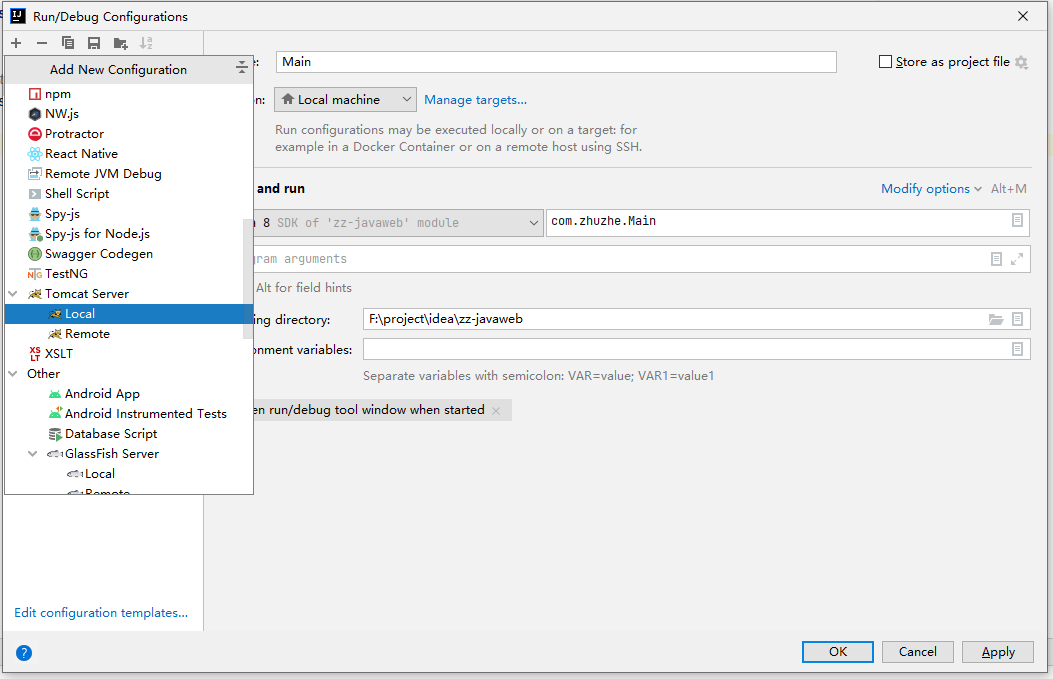 Run/Debug Configurations
Add New Configuration
npm
NW.js
Protractor
React Native
Remote JVM Debug
Shell Script
Spy-js
Spy-js for Node.js
Swagger Codegen
TestNG
Tomcat Server
Local
Remote
XSLT
Other
Android App
Android Instrumented Tests
Database Script
GlassFish Server
Local
Remote
Edit configuration templates...
Main
Store as project file
Local machine
Manage targets...
Run configurations may be executed locally or on a target: for
example in a Docker Container or on a remote host using SSH.
and run
Modify options Alt+M
8 SDK of 'zz-javaweb' module
com.zhuzhe.Main
gram arguments
Alt for field hints
ing directory:
F:\project\idea\zz-javaweb
onment variables:
Separate variables with semicolon: VAR=value; VAR1=value1
en run/debug tool window when started
OK
Cancel
Apply